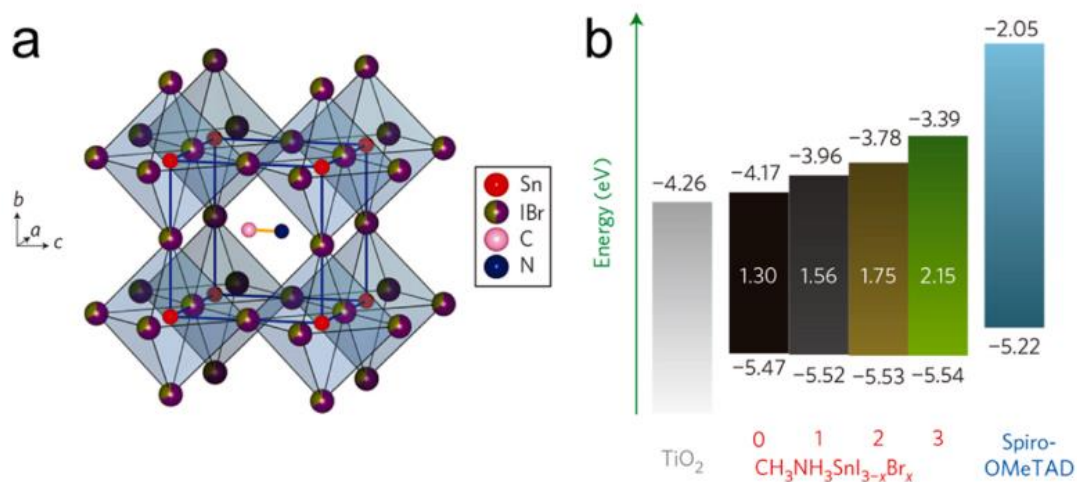 a
b
a
c
Sn
IBr
C
N
b
Energy (eV)
−2.05
−3.39
−3.78
−3.96
−4.17
−4.26
1.30
1.56
1.75
2.15
−5.22
−5.47
−5.52
−5.53
−5.54
0
1
2
3
TiO₂
CH₃NH₃SnI₃₋ₓBrₓ
Spiro-
OMeTAD